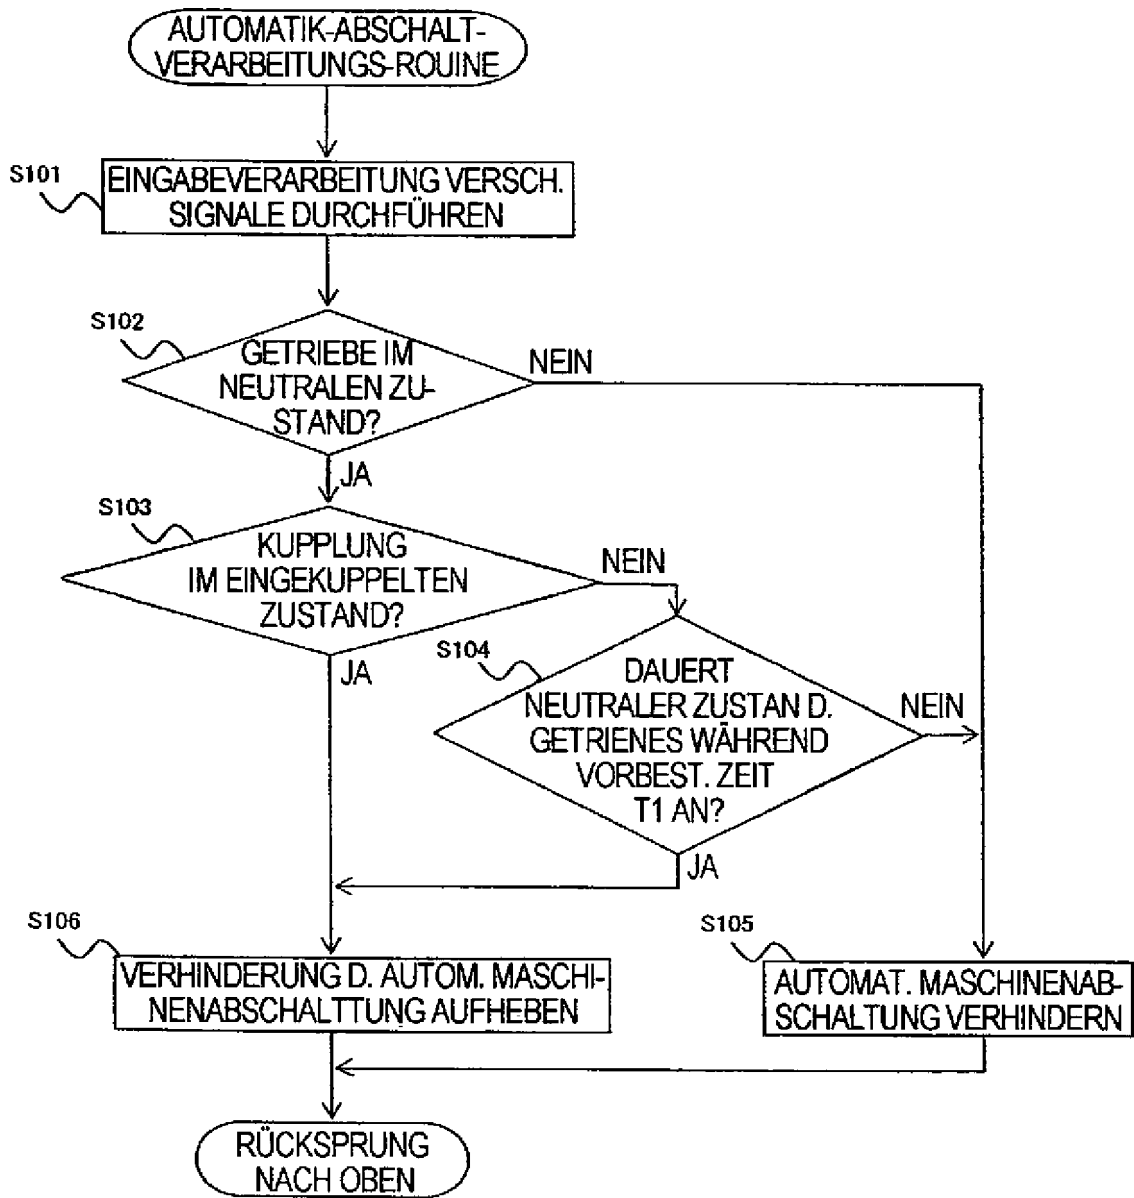 AUTOMATIK-ABSCHALT-
VERARBEITUNGS-ROUINE
S101
EINGABEVERARBEITUNG VERSCH.
SIGNALE DURCHFÜHREN
S102
GETRIEBE IM
NEUTRALEN ZU-
STAND?
NEIN
JA
S103
KUPPLUNG
IM EINGEKUPPELTEN
ZUSTAND?
NEIN
JA
S104
DAUERT
NEUTRALER ZUSTAN D.
GETRIENES WÄHREND
VORBEST. ZEIT
T1 AN?
NEIN
JA
S106
VERHINDERUNG D. AUTOM. MASCHI-
NENABSCHALTTUNG AUFHEBEN
S105
AUTOMAT. MASCHINENAB-
SCHALTUNG VERHINDERN
RÜCKSPRUNG
NACH OBEN